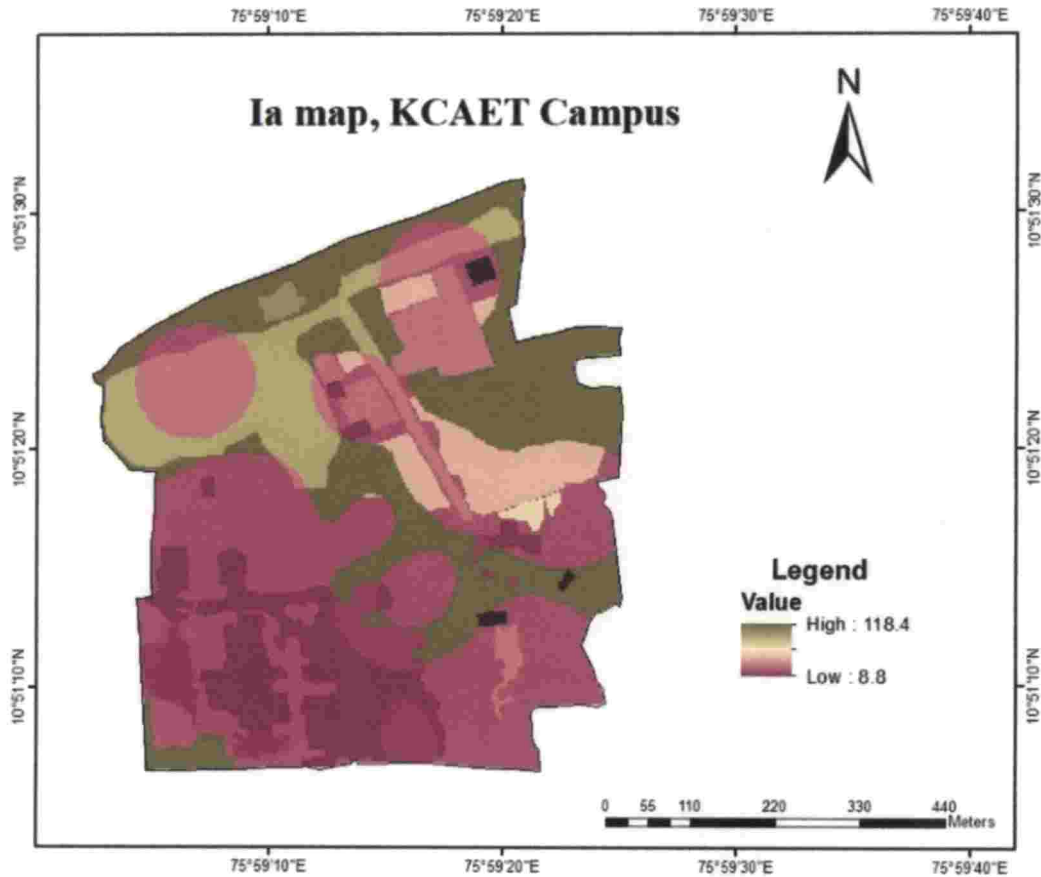 75°59'10"E 75°59'20"E 75°59'30"E 75°59'40"E
Ia map, KCAET Campus
N
10°51'30"N 10°51'30"N
10°51'20"N 10°51'20"N
10°51'10"N 10°51'10"N
Legend
Value
High : 118.4
Low : 8.8
0 55 110 220 330 440
Meters
75°59'10"E 75°59'20"E 75°59'30"E 75°59'40"E